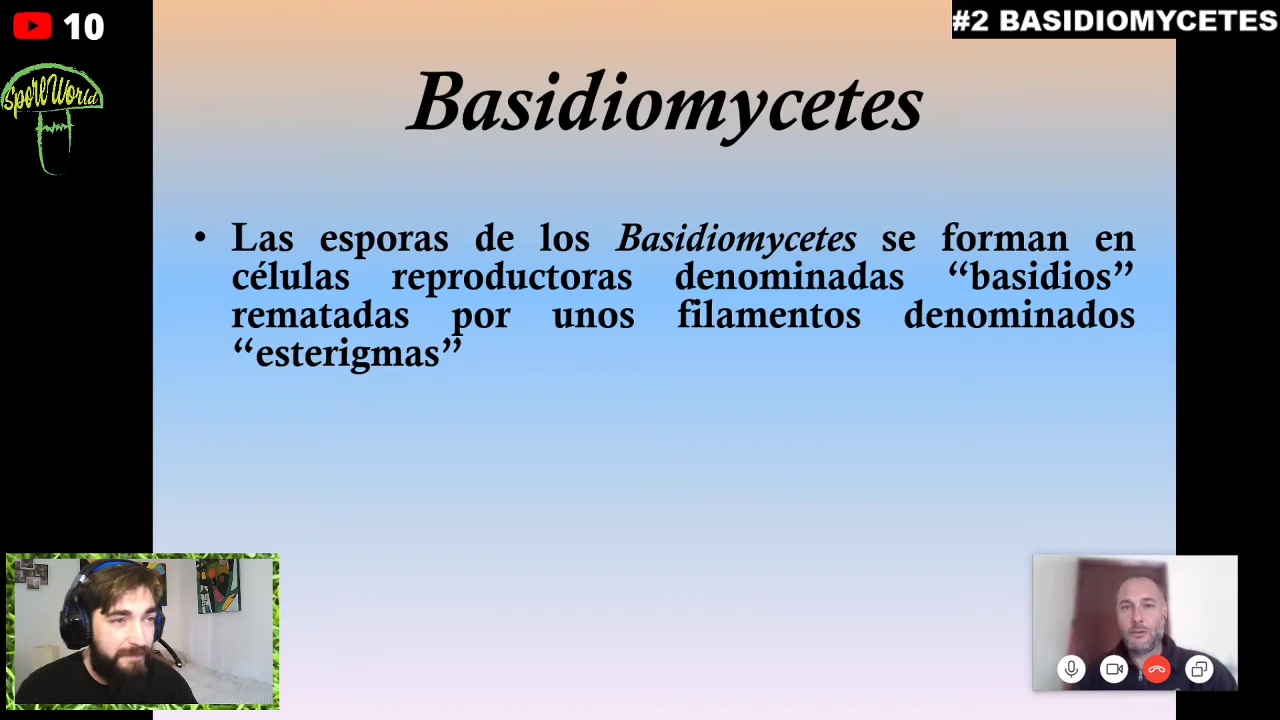 10
#2 BASIDIOMYCETES
SporeWorld
Basidiomycetes
• Las esporas de los Basidiomycetes se forman en
células reproductoras denominadas “basidios”
rematadas por unos filamentos denominados
“esterigmas”